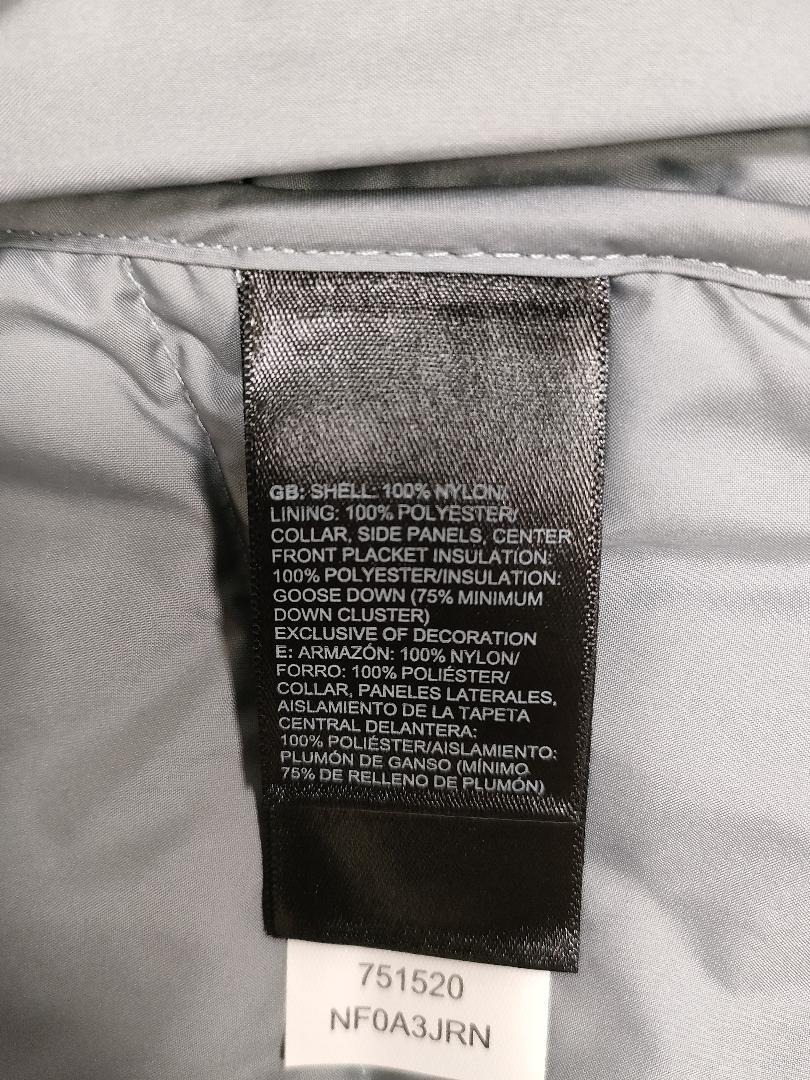 GB: SHELL: 100% NYLON/
LINING: 100% POLYESTER/
COLLAR, SIDE PANELS, CENTER
FRONT PLACKET INSULATION:
100% POLYESTER/INSULATION:
GOOSE DOWN (75% MINIMUM
DOWN CLUSTER)
EXCLUSIVE OF DECORATION
E: ARMAZÓN: 100% NYLON/
FORRO: 100% POLIÉSTER/
COLLAR, PANELES LATERALES,
AISLAMIENTO DE LA TAPETA
CENTRAL DELANTERA:
100% POLIÉSTER/AISLAMIENTO:
PLUMÓN DE GANSO (MÍNIMO
75% DE RELLENO DE PLUMÓN)
751520
NF0A3JRN